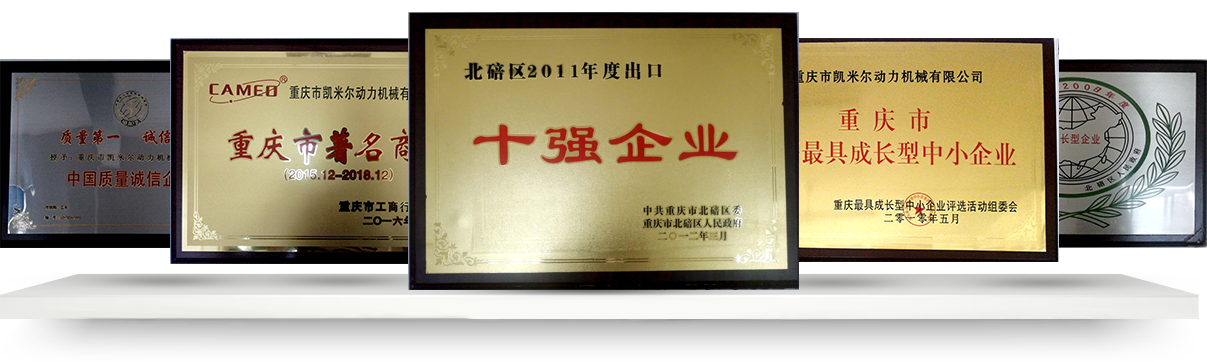 质量第一 诚信
授予:重庆市凯米尔动力机械
中国质量诚信企
CAMEO®
重庆市凯米尔动力机械有
重庆市著名商
(2015.12-2018.12)
重庆市工商行
二〇一六年
北碚区2011年度出口
十强企业
中共重庆市北碚区委
重庆市北碚区人民政府
二〇一二年三月
重庆市凯米尔动力机械有限公司
重庆市
最具成长型中小企业
重庆最具成长型中小企业评选活动组委会
二零一零年五月
2009年度
长型企业
北碚区人民政府